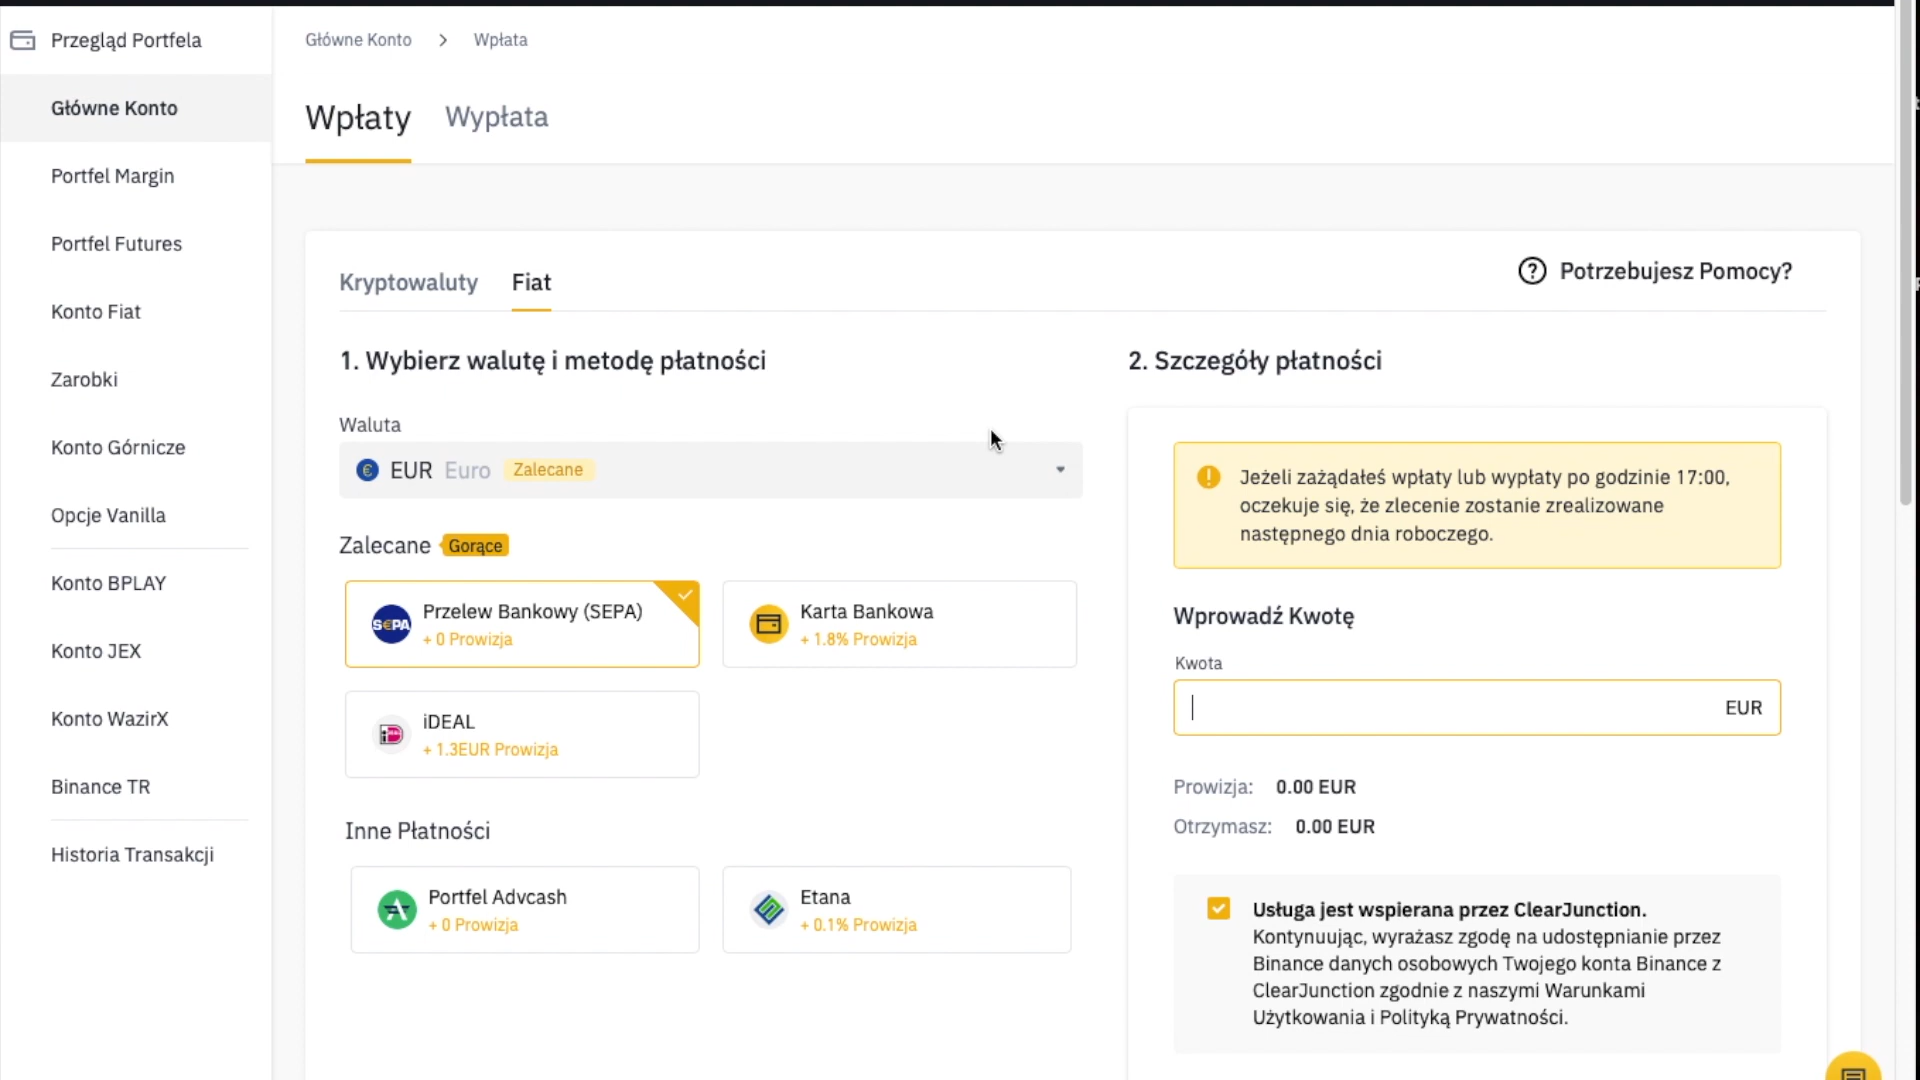 Przegląd Portfela
Główne Konto
Portfel Margin
Portfel Futures
Konto Fiat
Zarobki
Konto Górnicze
Opcje Vanilla
Konto BPLAY
Konto JEX
Konto WazirX
Binance TR
Historia Transakcji
Główne Konto > Wpłata
Wpłaty Wypłata
Kryptowaluty Fiat
Potrzebujesz Pomocy?
1. Wybierz walutę i metodę płatności
Waluta
EUR Euro Zalecane
Zalecane Gorące
SEPA
Przelew Bankowy (SEPA)
+ 0 Prowizja
Karta Bankowa
+ 1.8% Prowizja
iDEAL
+ 1.3EUR Prowizja
Inne Płatności
Portfel Advcash
+ 0 Prowizja
Etana
+ 0.1% Prowizja
2. Szczegóły płatności
Jeżeli zażądałeś wpłaty lub wypłaty po godzinie 17:00,
oczekuje się, że zlecenie zostanie zrealizowane
następnego dnia roboczego.
Wprowadź Kwotę
Kwota
EUR
Prowizja: 0.00 EUR
Otrzymasz: 0.00 EUR
Usługa jest wspierana przez ClearJunction.
Kontynuując, wyrażasz zgodę na udostępnianie przez
Binance danych osobowych Twojego konta Binance z
ClearJunction zgodnie z naszymi Warunkami
Użytkowania i Polityką Prywatności.